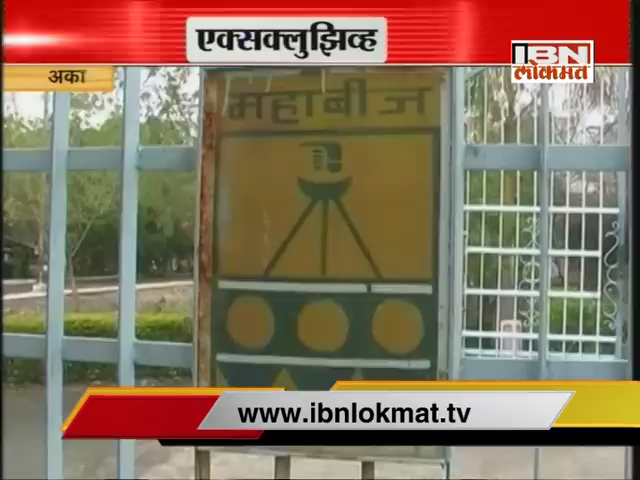 एक्सक्लुझिव्ह
IBN
लोकमत
अका
महाबीज
www.ibnlokmat.tv